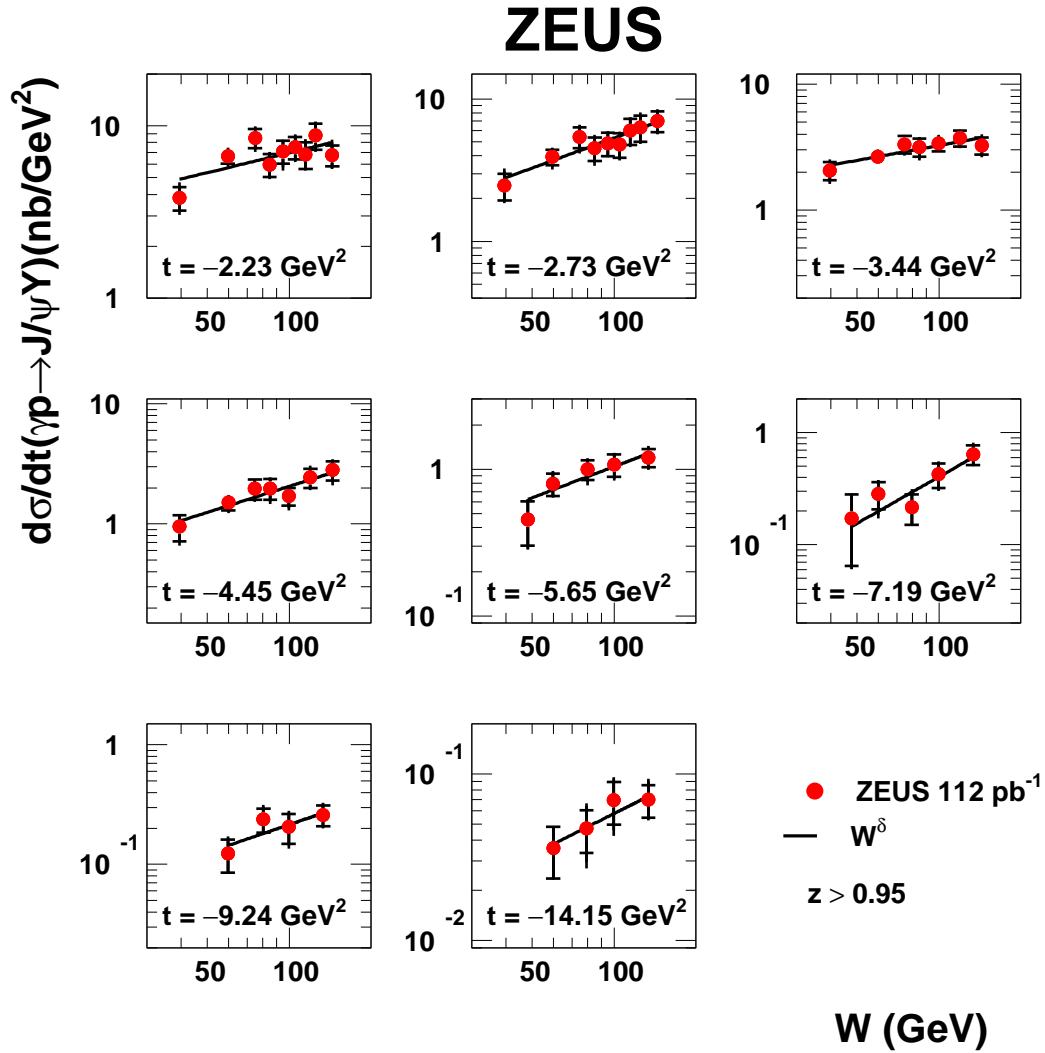 ZEUS
dσ/dt(γp→J/ψY)(nb/GeV²)
10
1
t = −2.23 GeV²
50 100
10
1
t = −2.73 GeV²
50 100
10
1
t = −3.44 GeV²
50 100
10
1
t = −4.45 GeV²
50 100
1
10⁻¹
t = −5.65 GeV²
50 100
1
10⁻¹
t = −7.19 GeV²
50 100
1
10⁻¹
t = −9.24 GeV²
50 100
10⁻¹
10⁻²
t = −14.15 GeV²
50 100
ZEUS 112 pb⁻¹
W^δ
z > 0.95
W (GeV)